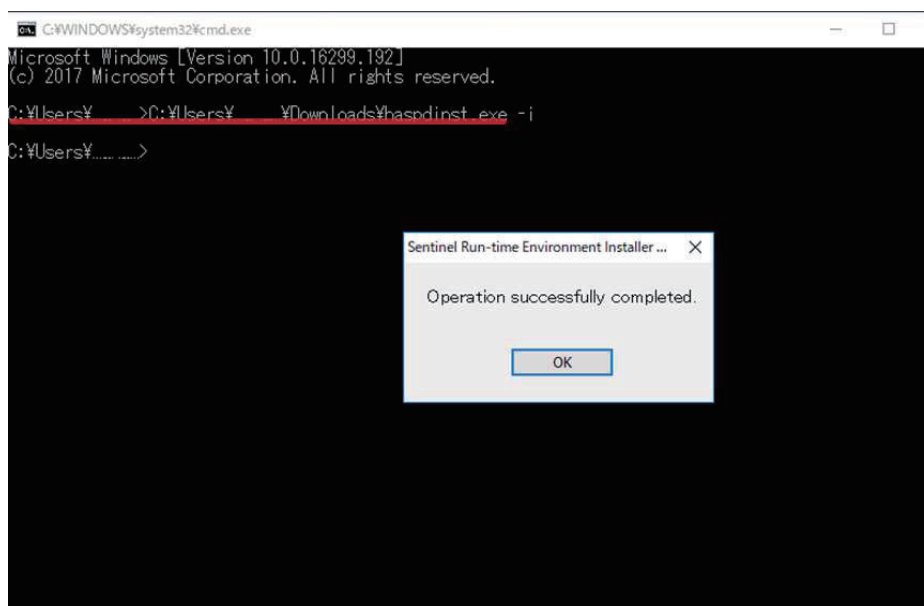 C:¥WINDOWS¥system32¥cmd.exe
Microsoft Windows [Version 10.0.16299.192]
(c) 2017 Microsoft Corporation. All rights reserved.
C:¥Users¥ >C:¥Users¥ ¥Downloads¥haspdinst.exe -i
C:¥Users¥.........>
Sentinel Run-time Environment Installer ...
Operation successfully completed.
OK